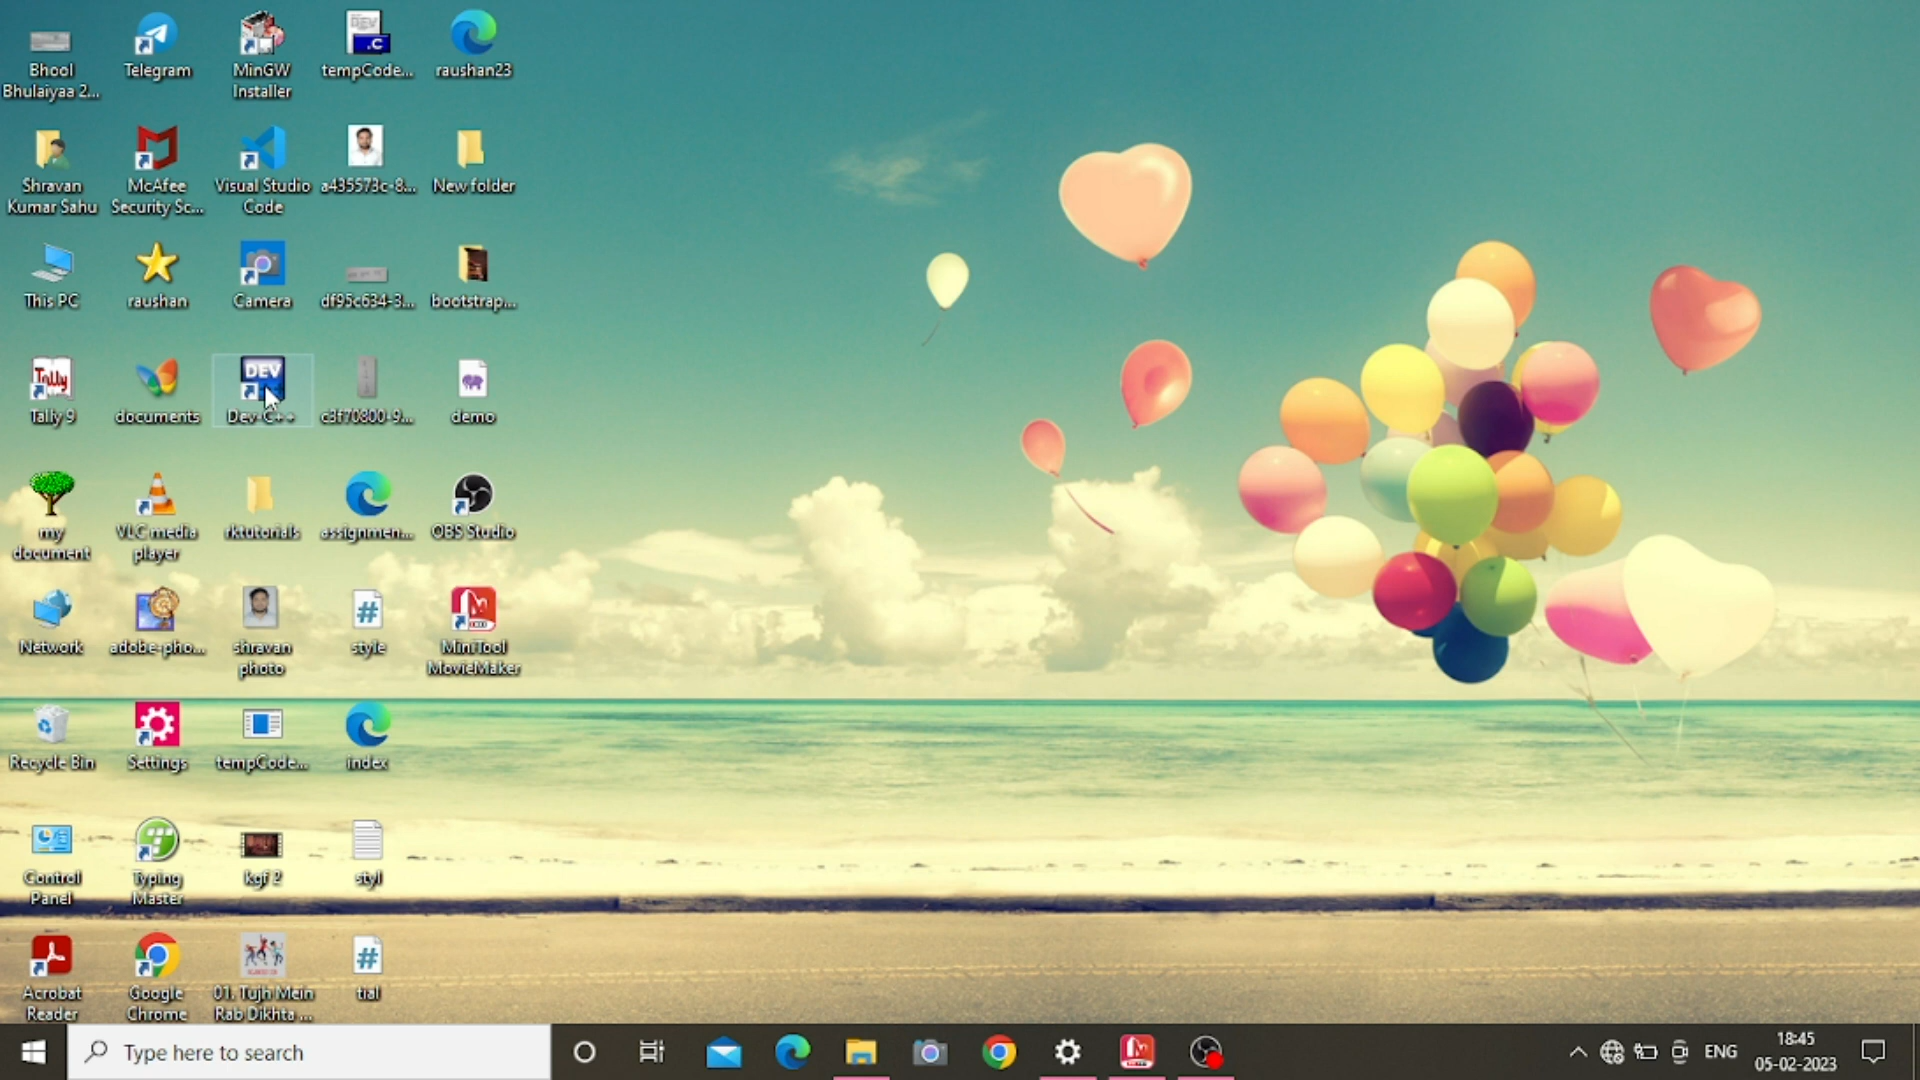 Bhool
Bhulaiyaa 2...
Telegram
MinGW
Installer
DEV
.C
tempCode...
raushan23
Shravan
Kumar Sahu
McAfee
Security Sc...
Visual Studio
Code
a435573c-8...
New folder
This PC
raushan
Camera
df95c634-3...
bootstrap...
Tally
Tally 9
documents
DEV
Dev-C++
c3f70800-9...
demo
my
document
VLC media
player
rktutorials
assignmen...
OBS Studio
Network
adobe-pho...
shravan
photo
#
style
MiniTool
MovieMaker
Recycle Bin
Settings
tempCode...
index
Control
Panel
Typing
Master
kgf 2
styl
Acrobat
Reader
Google
Chrome
01. Tujh Mein
Rab Dikhta ...
#
tial
Type here to search
ENG
18:45
05-02-2023